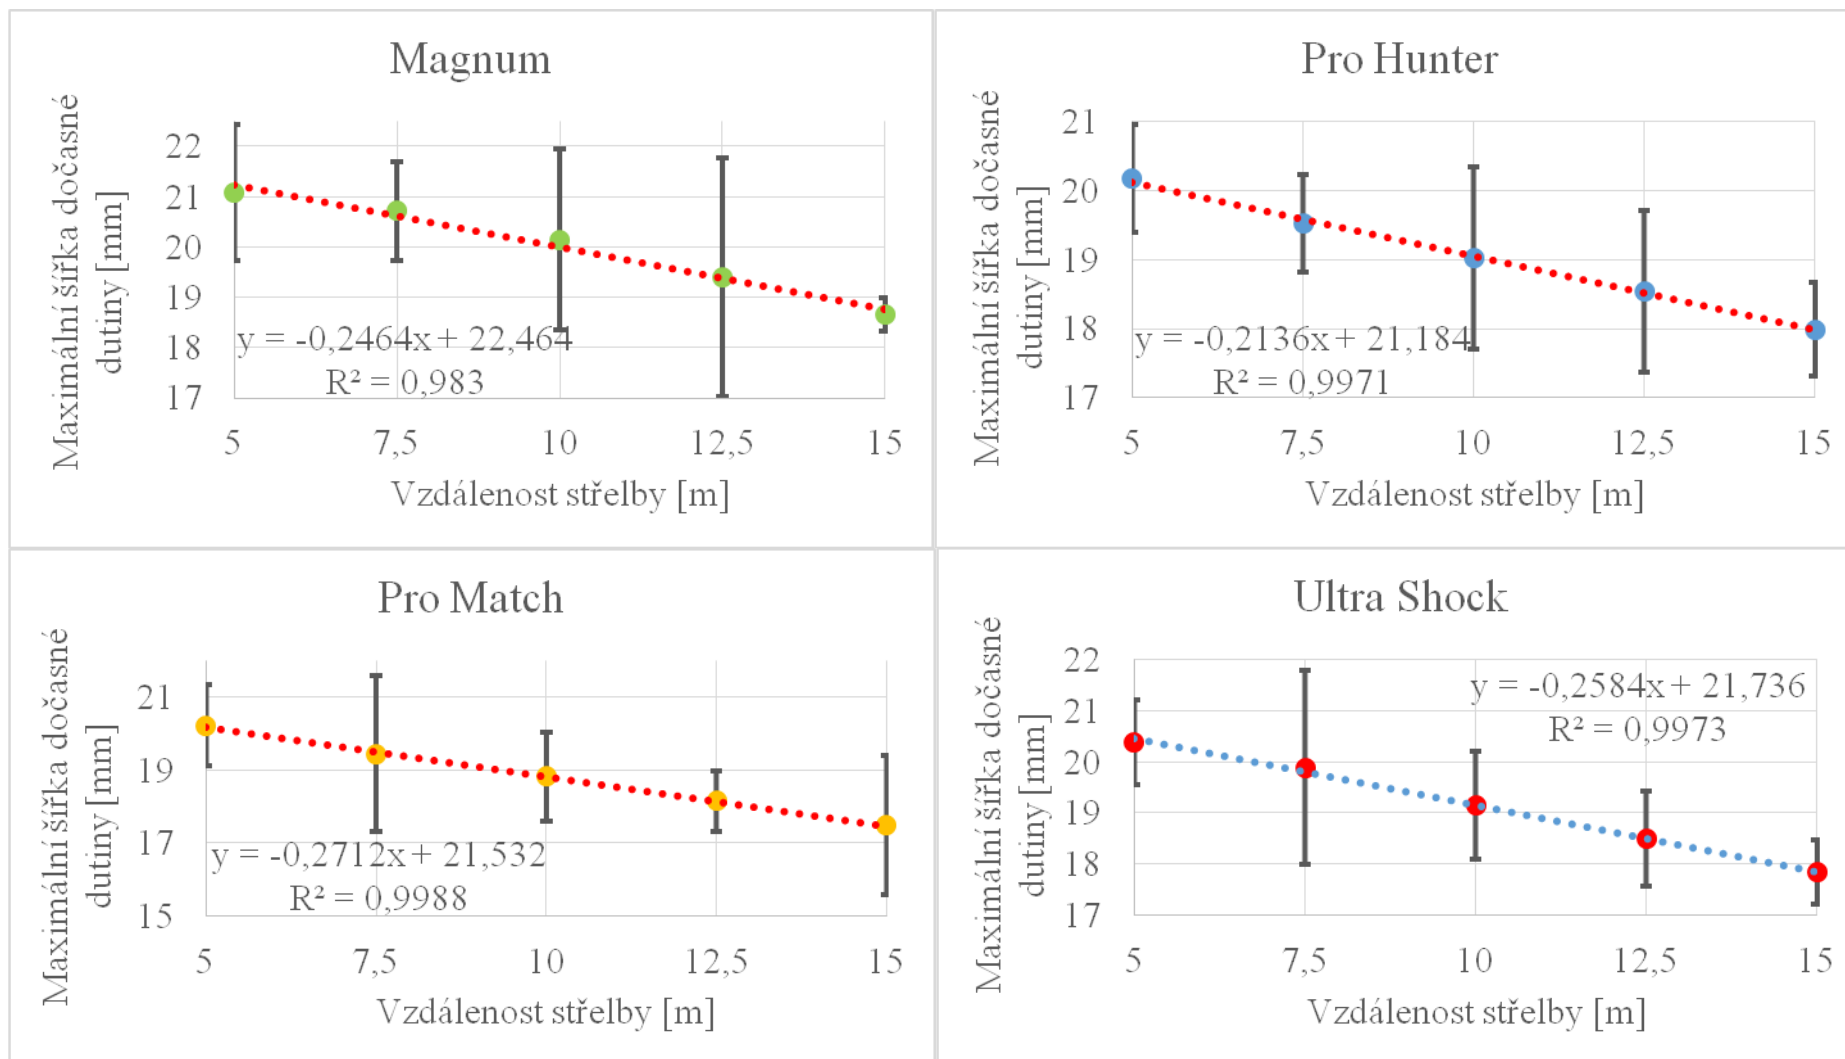 Magnum
Maximální šířka dočasné
dutiny [mm]
22
21
20
19
18
17
y = -0,2464x + 22,464
R² = 0,983
5 7,5 10 12,5 15
Vzdálenost střelby [m]
Pro Hunter
Maximální šířka dočasné
dutiny [mm]
21
20
19
18
17
y = -0,2136x + 21,184
R² = 0,9971
5 7,5 10 12,5 15
Vzdálenost střelby [m]
Pro Match
Maximální šířka dočasné
dutiny [mm]
21
19
17
15
y = -0,2712x + 21,532
R² = 0,9988
5 7,5 10 12,5 15
Vzdálenost střelby [m]
Ultra Shock
Maximální šířka dočasné
dutiny [mm]
22
21
20
19
18
17
y = -0,2584x + 21,736
R² = 0,9973
5 7,5 10 12,5 15
Vzdálenost střelby [m]